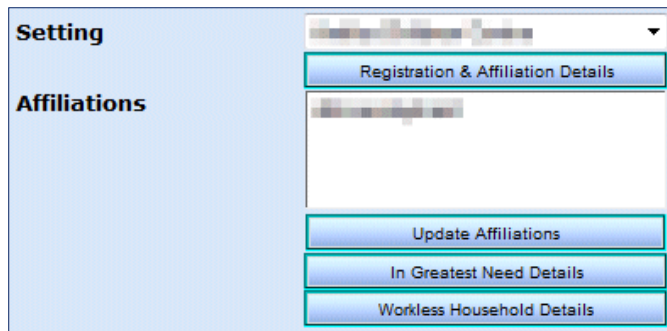 Setting
Registration & Affiliation Details
Affiliations
Update Affiliations
In Greatest Need Details
Workless Household Details